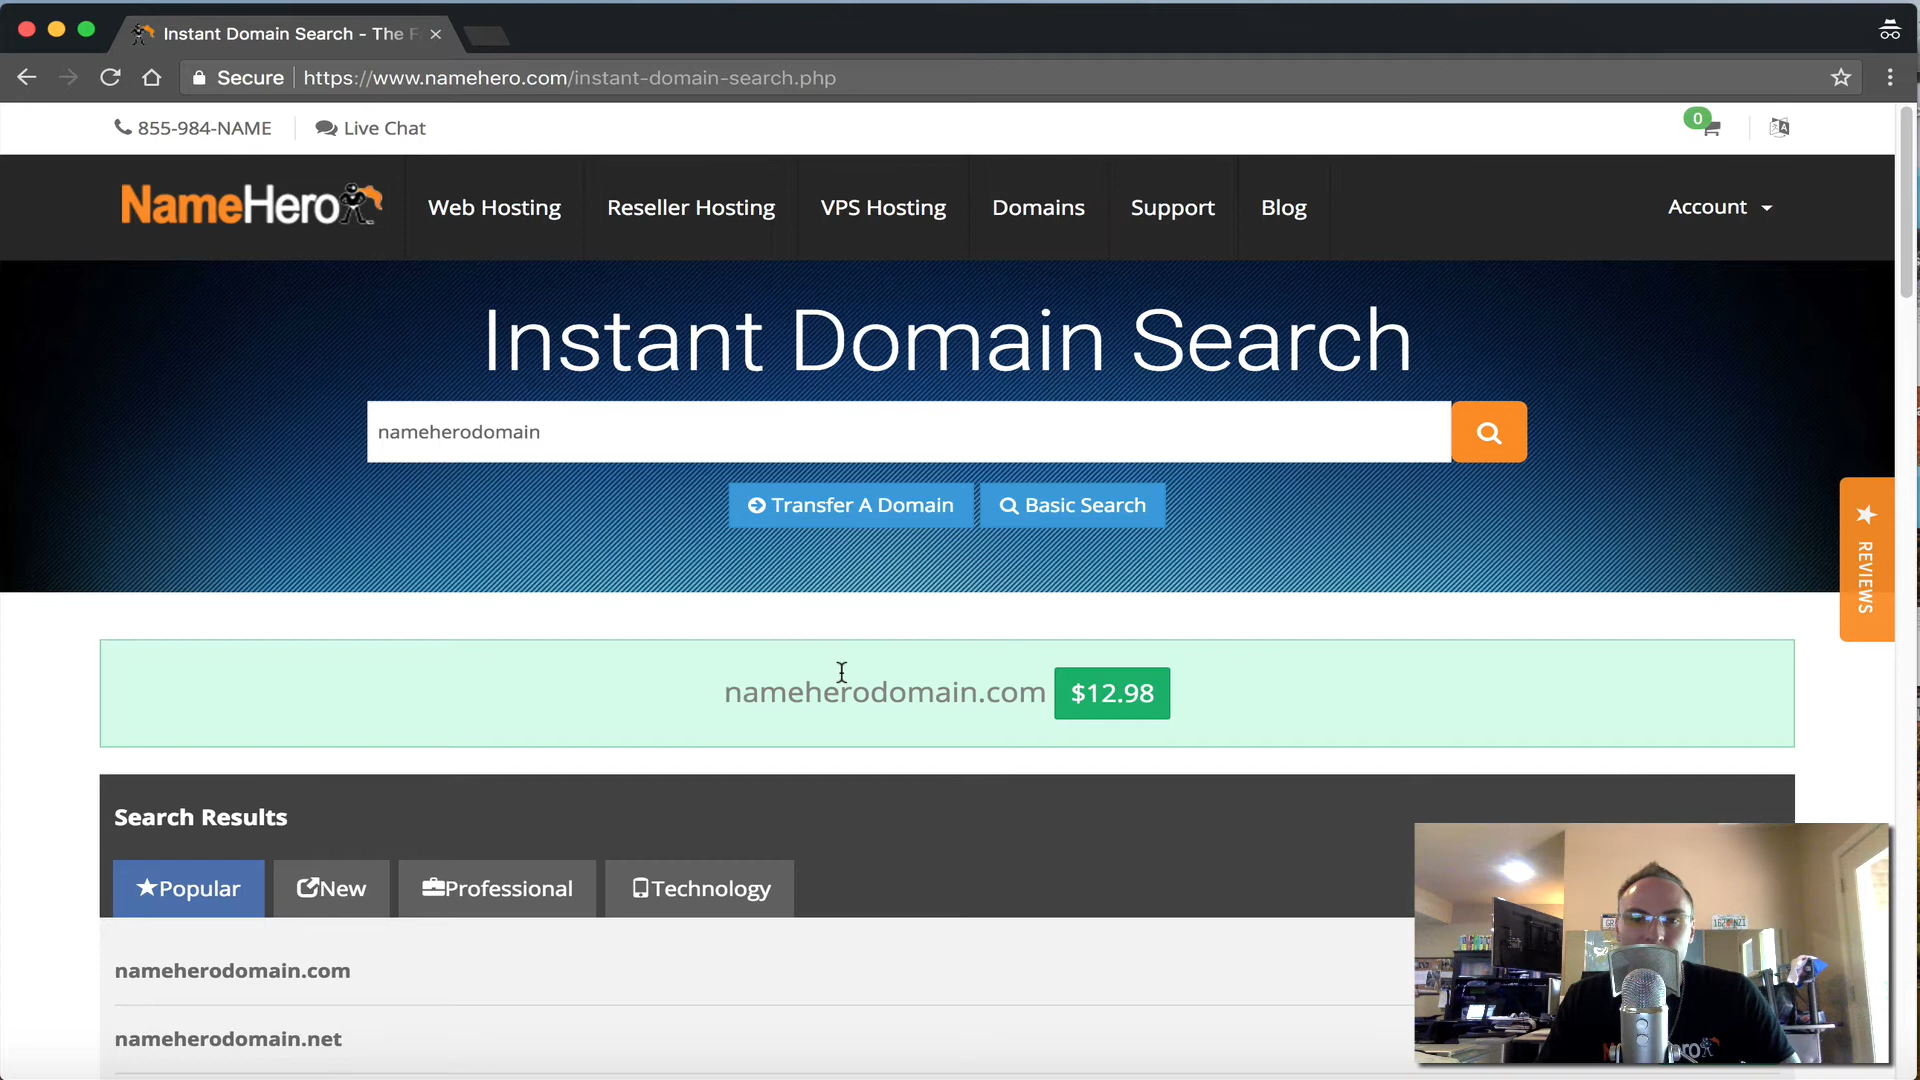 Instant Domain Search - The F
Secure https://www.namehero.com/instant-domain-search.php
855-984-NAME Live Chat 0
NameHero Web Hosting Reseller Hosting VPS Hosting Domains Support Blog Account
Instant Domain Search
nameherodomain
Transfer A Domain Basic Search
REVIEWS
nameherodomain.com $12.98
Search Results
Popular New Professional Technology
nameherodomain.com
nameherodomain.net